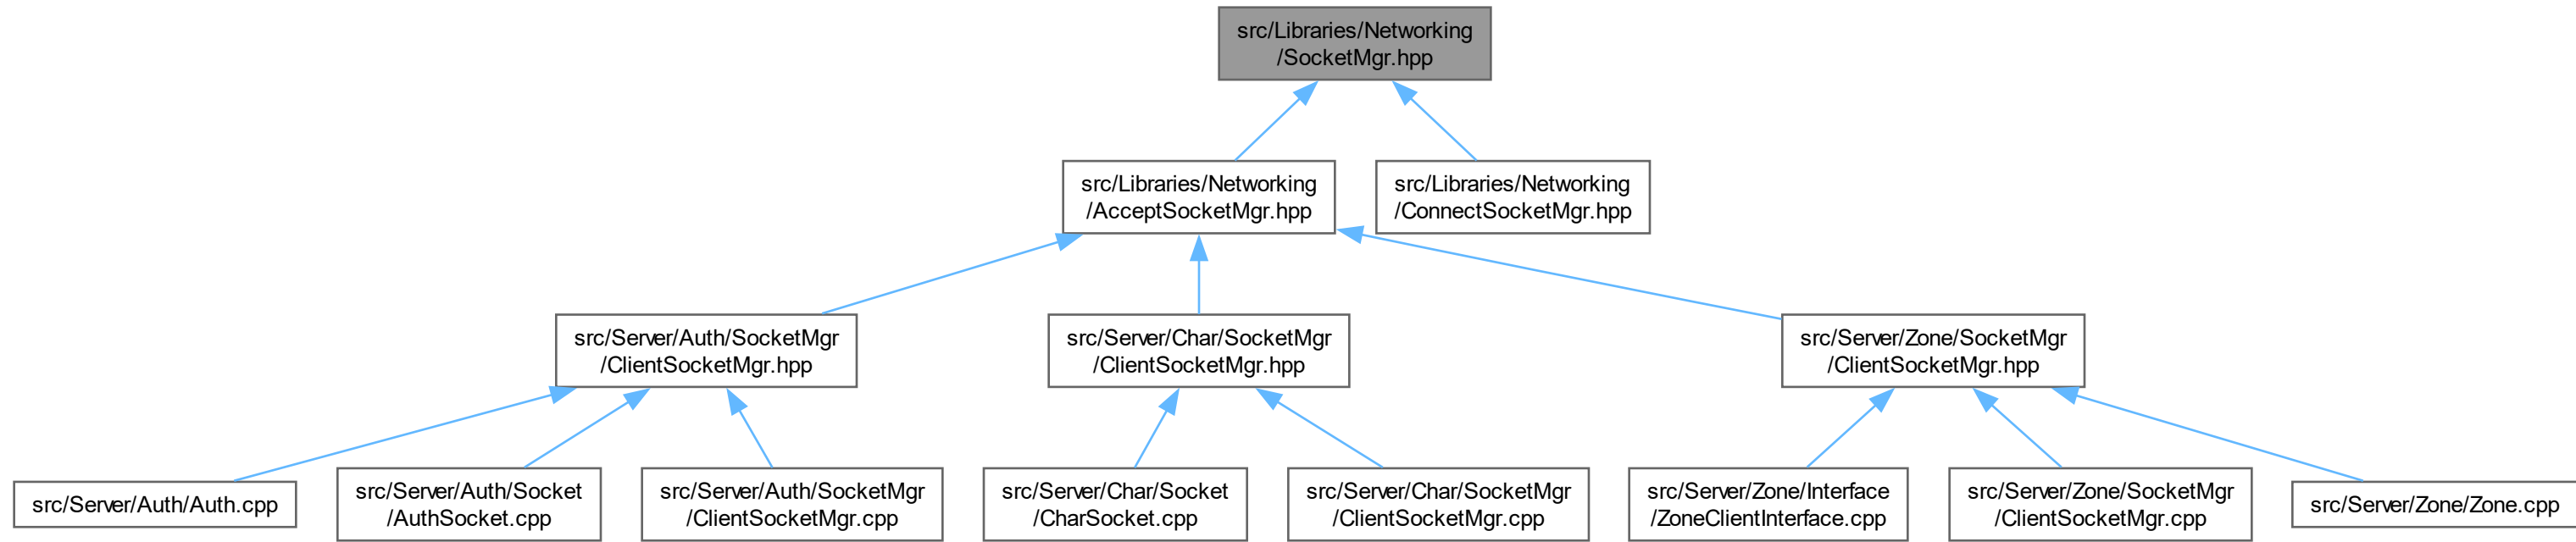 src/Libraries/Networking
/SocketMgr.hpp
src/Libraries/Networking
/AcceptSocketMgr.hpp
src/Libraries/Networking
/ConnectSocketMgr.hpp
src/Server/Auth/SocketMgr
/ClientSocketMgr.hpp
src/Server/Char/SocketMgr
/ClientSocketMgr.hpp
src/Server/Zone/SocketMgr
/ClientSocketMgr.hpp
src/Server/Auth/Auth.cpp
src/Server/Auth/Socket
/AuthSocket.cpp
src/Server/Auth/SocketMgr
/ClientSocketMgr.cpp
src/Server/Char/Socket
/CharSocket.cpp
src/Server/Char/SocketMgr
/ClientSocketMgr.cpp
src/Server/Zone/Interface
/ZoneClientInterface.cpp
src/Server/Zone/SocketMgr
/ClientSocketMgr.cpp
src/Server/Zone/Zone.cpp